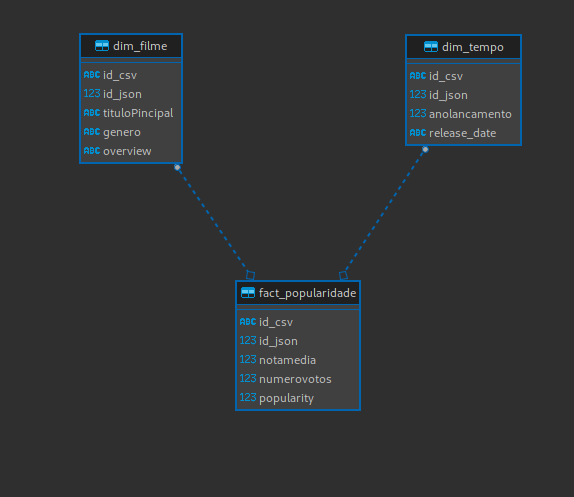 dim_filme
ABC id_csv
123 id_json
ABC tituloPincipal
ABC genero
ABC overview
dim_tempo
ABC id_csv
123 id_json
123 anolancamento
ABC release_date
fact_popularidade
ABC id_csv
123 id_json
123 notamedia
123 numerovotos
123 popularity